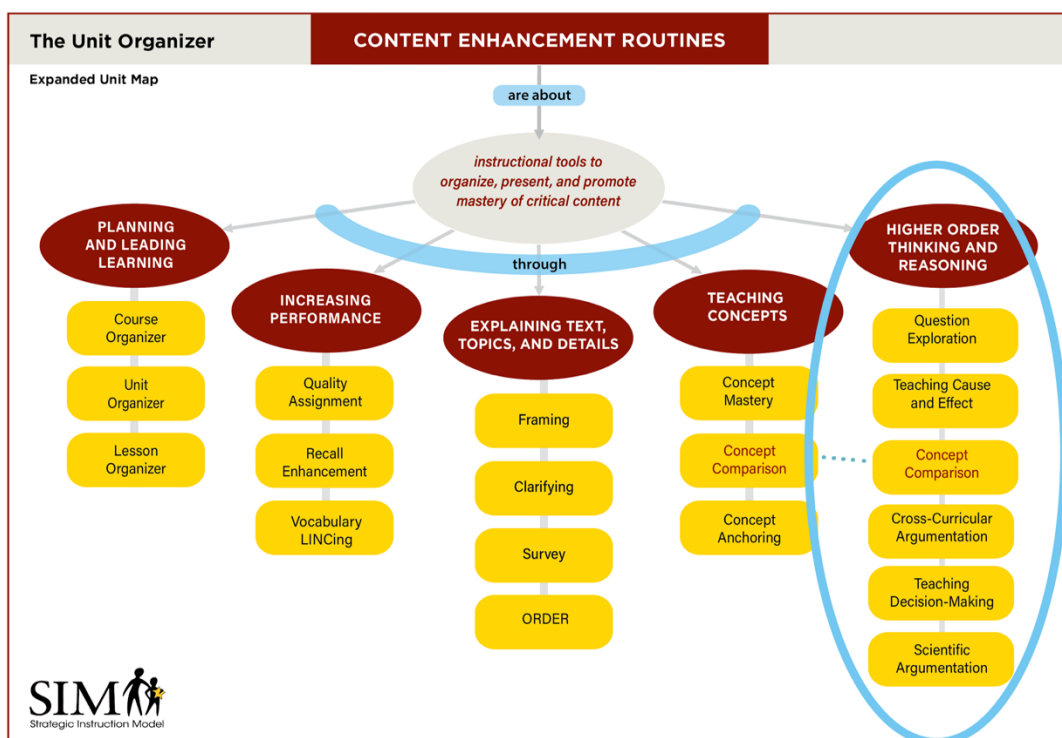 The Unit Organizer
CONTENT ENHANCEMENT ROUTINES
Expanded Unit Map
are about
instructional tools to
organize, present, and promote
mastery of critical content
through
PLANNING
AND LEADING
LEARNING
Course
Organizer
Unit
Organizer
Lesson
Organizer
INCREASING
PERFORMANCE
Quality
Assignment
Recall
Enhancement
Vocabulary
LINCing
EXPLAINING TEXT,
TOPICS, AND DETAILS
Framing
Clarifying
Survey
ORDER
TEACHING
CONCEPTS
Concept
Mastery
Concept
Comparison
Concept
Anchoring
HIGHER ORDER
THINKING AND
REASONING
Question
Exploration
Teaching Cause
and Effect
Concept
Comparison
Cross-Curricular
Argumentation
Teaching
Decision-Making
Scientific
Argumentation
SIM
Strategic Instruction Model